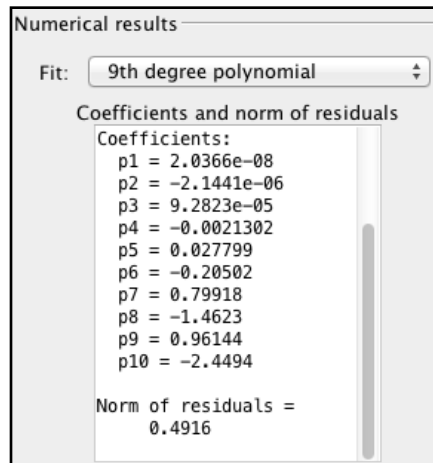 Numerical results
Fit: 9th degree polynomial
Coefficients and norm of residuals
Coefficients:
p1 = 2.0366e-08
p2 = -2.1441e-06
p3 = 9.2823e-05
p4 = -0.0021302
p5 = 0.027799
p6 = -0.20502
p7 = 0.79918
p8 = -1.4623
p9 = 0.96144
p10 = -2.4494
Norm of residuals =
0.4916